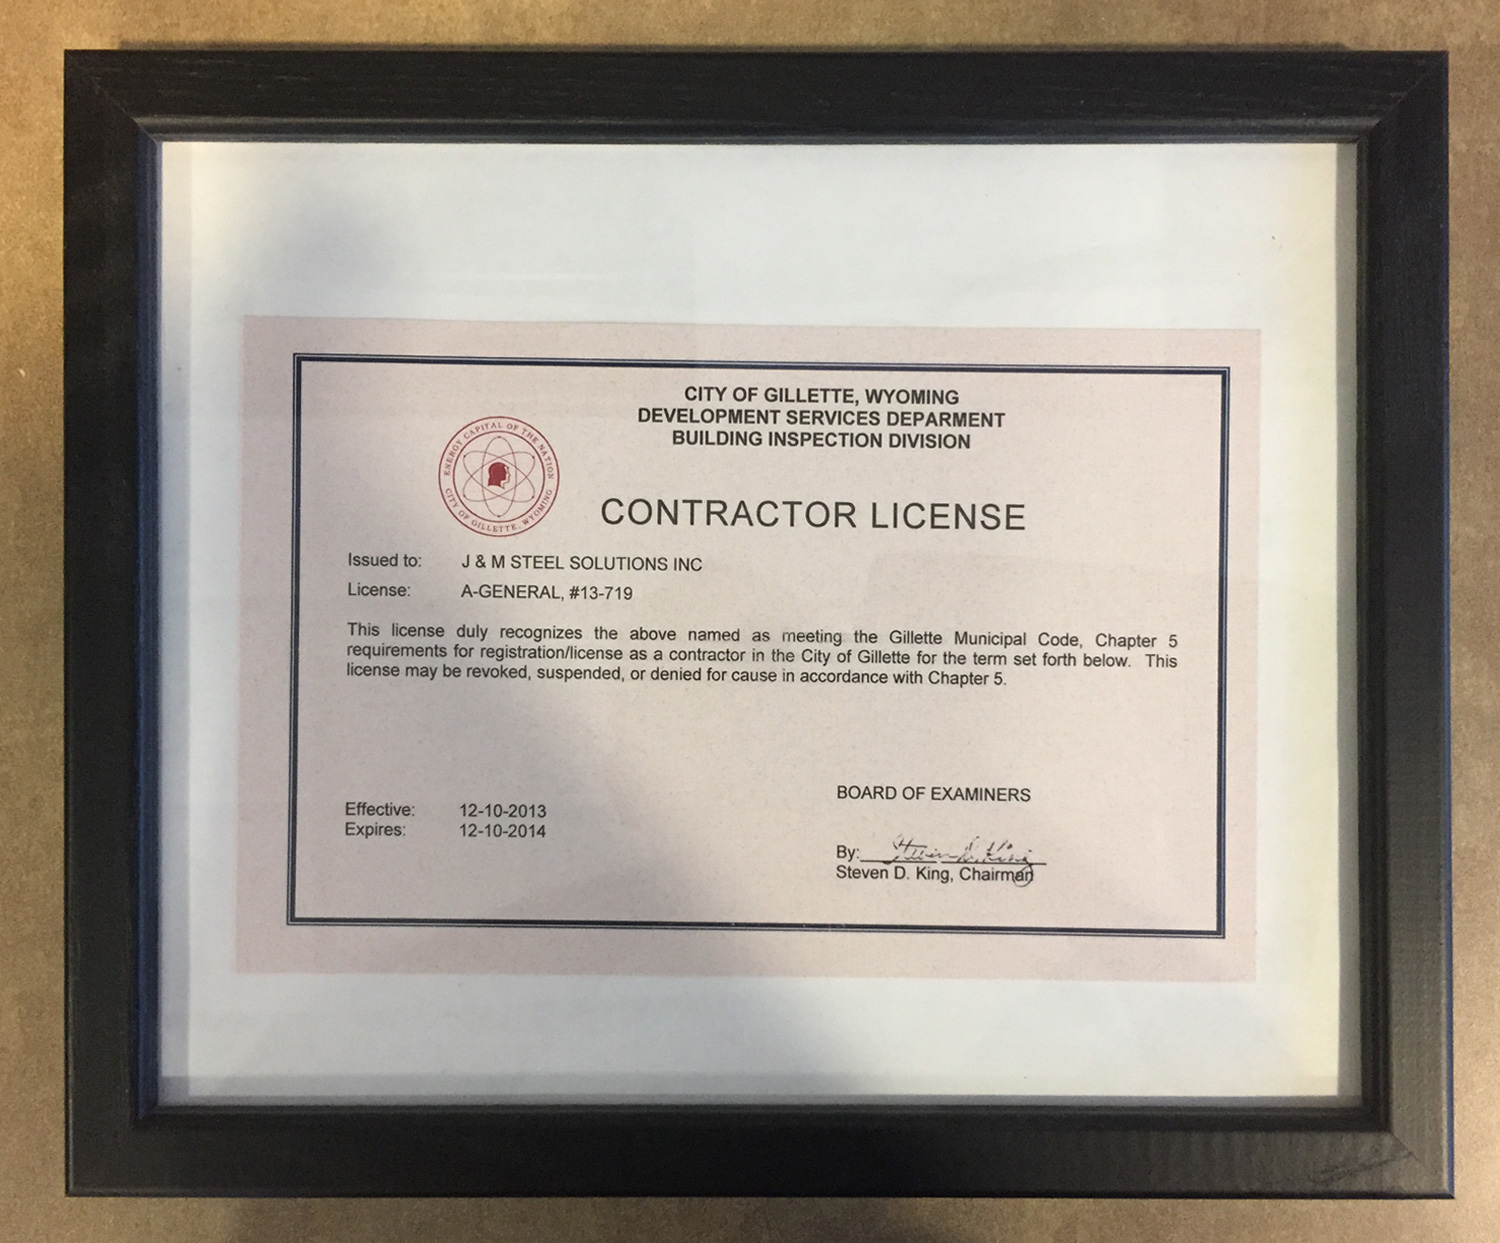 CITY OF GILLETTE, WYOMING
DEVELOPMENT SERVICES DEPARMENT
BUILDING INSPECTION DIVISION
ENERGY CAPITAL OF THE NATION
CITY OF GILLETTE, WYOMING
CONTRACTOR LICENSE
Issued to: J & M STEEL SOLUTIONS INC
License: A-GENERAL, #13-719
This license duly recognizes the above named as meeting the Gillette Municipal Code, Chapter 5
requirements for registration/license as a contractor in the City of Gillette for the term set forth below. This
license may be revoked, suspended, or denied for cause in accordance with Chapter 5.
BOARD OF EXAMINERS
Effective: 12-10-2013
Expires: 12-10-2014
By: Steven D. King
Steven D. King, Chairman